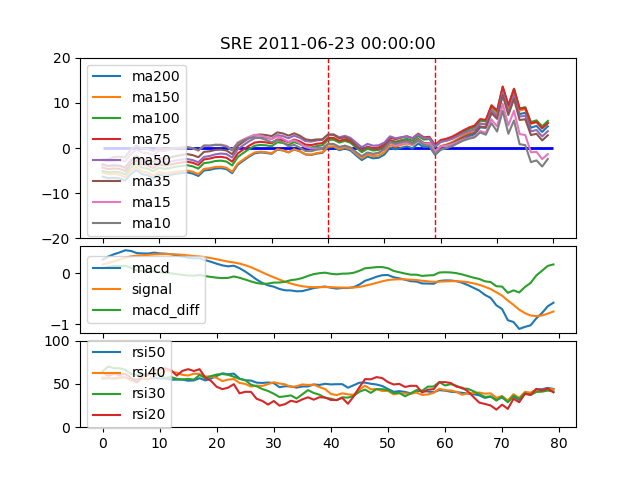 SRE 2011-06-23 00:00:00
20
10
0
−10
−20
ma200
ma150
ma100
ma75
ma50
ma35
ma15
ma10
0
−1
macd
signal
macd_diff
100
50
0
rsi50
rsi40
rsi30
rsi20
0 10 20 30 40 50 60 70 80